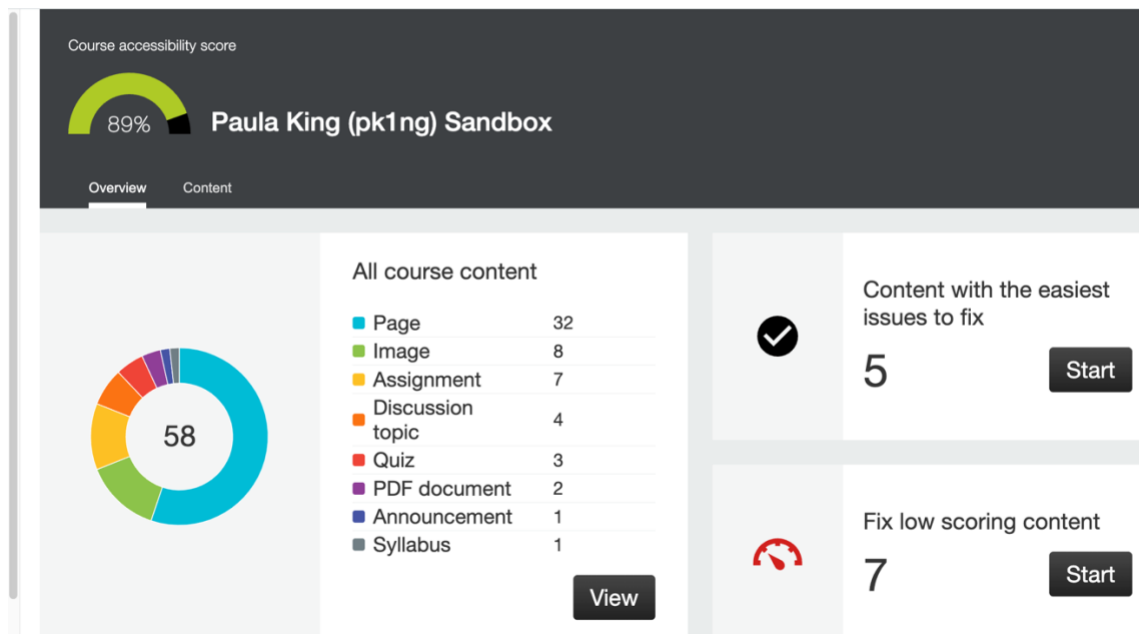 Course accessibility score
89%
Paula King (pk1ng) Sandbox
Overview Content
58
All course content
Page 32
Image 8
Assignment 7
Discussion
topic 4
Quiz 3
PDF document 2
Announcement 1
Syllabus 1
View
Content with the easiest
issues to fix
5
Start
Fix low scoring content
7
Start